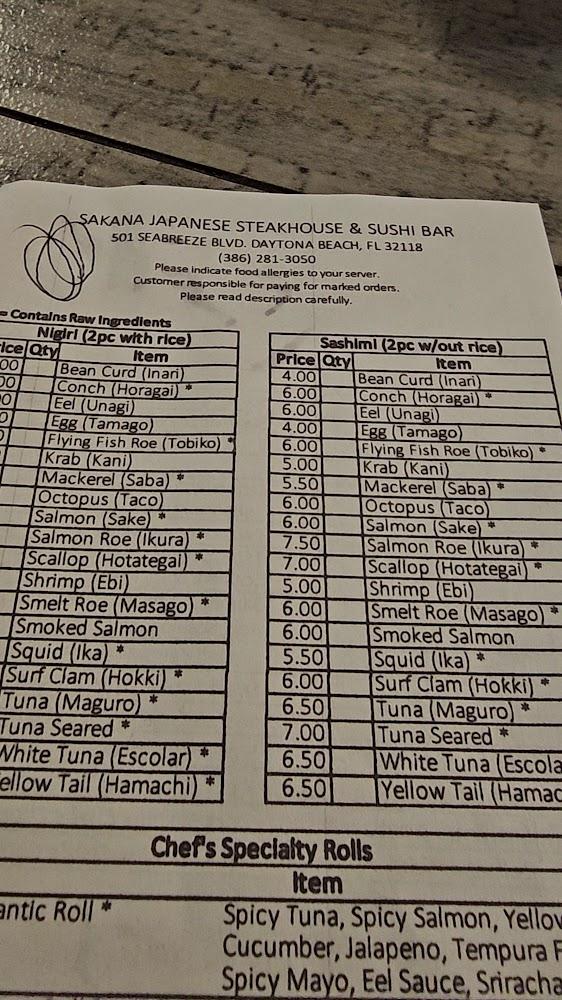 SAKANA JAPANESE STEAKHOUSE & SUSHI BAR
501 SEABREEZE BLVD. DAYTONA BEACH, FL 32118
(386) 281-3050
Please indicate food allergies to your server.
Customer responsible for paying for marked orders.
Please read description carefully.
= Contains Raw Ingredients
Nigiri (2pc with rice)
Qty Item
Bean Curd (Inari)
Conch (Horagai) *
Eel (Unagi)
Egg (Tamago)
Flying Fish Roe (Tobiko) *
Krab (Kani)
Mackerel (Saba) *
Octopus (Taco)
Salmon (Sake) *
Salmon Roe (Ikura) *
Scallop (Hotategai) *
Shrimp (Ebi)
Smelt Roe (Masago) *
Smoked Salmon
Squid (Ika) *
Surf Clam (Hokki) *
Tuna (Maguro) *
Tuna Seared *
White Tuna (Escolar) *
ellow Tail (Hamachi) *
Sashimi (2pc w/out rice)
Price Qty Item
4.00 Bean Curd (Inari)
6.00 Conch (Horagai) *
6.00 Eel (Unagi)
4.00 Egg (Tamago)
6.00 Flying Fish Roe (Tobiko) *
5.00 Krab (Kani)
5.50 Mackerel (Saba) *
6.00 Octopus (Taco)
6.00 Salmon (Sake) *
7.50 Salmon Roe (Ikura) *
7.00 Scallop (Hotategai) *
5.00 Shrimp (Ebi)
6.00 Smelt Roe (Masago) *
6.00 Smoked Salmon
5.50 Squid (Ika) *
6.00 Surf Clam (Hokki) *
6.50 Tuna (Maguro) *
7.00 Tuna Seared *
6.50 White Tuna (Escola
6.50 Yellow Tail (Hamac
Chef's Specialty Rolls
Item
antic Roll * Spicy Tuna, Spicy Salmon, Yellow
Cucumber, Jalapeno, Tempura F
Spicy Mayo, Eel Sauce, Sriracha